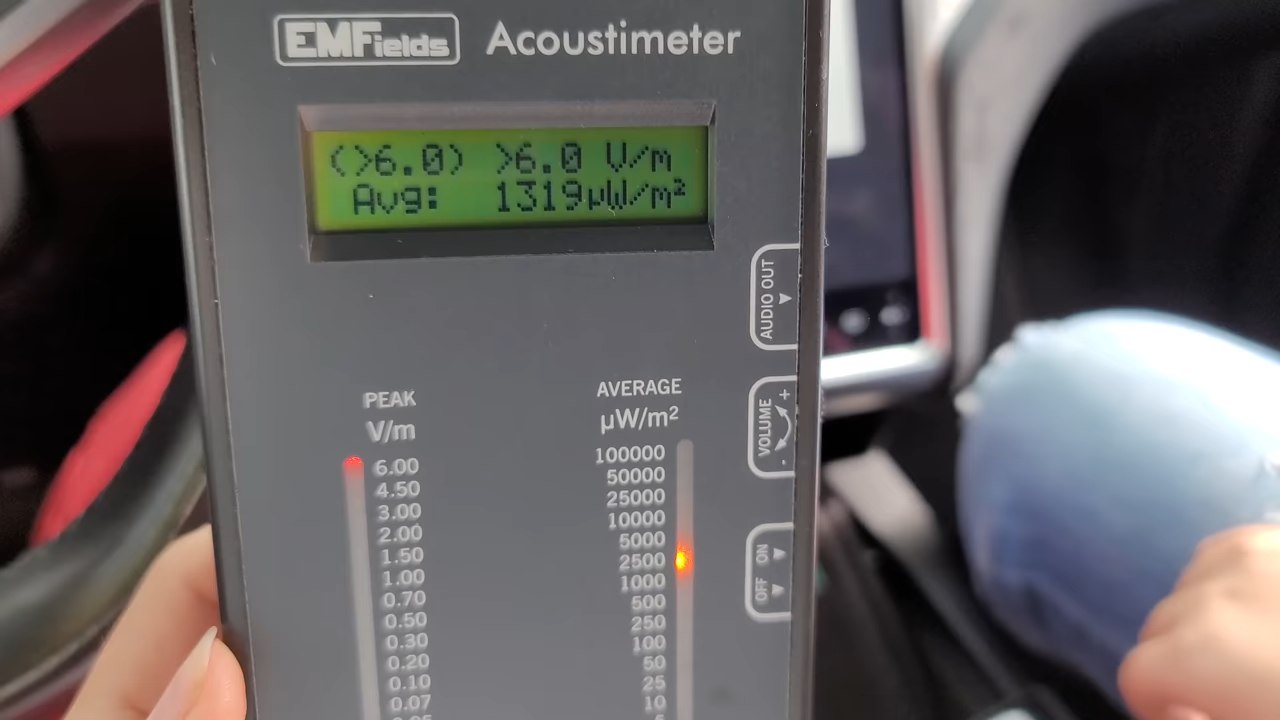 EMFields Acoustimeter
(>6.0) >6.0 V/m
Avg: 1319µW/m²
AUDIO OUT
VOLUME
- +
OFF ON
PEAK
V/m
6.00
4.50
3.00
2.00
1.50
1.00
0.70
0.50
0.30
0.20
0.10
0.07
AVERAGE
µW/m²
100000
50000
25000
10000
5000
2500
1000
500
250
100
50
25
10